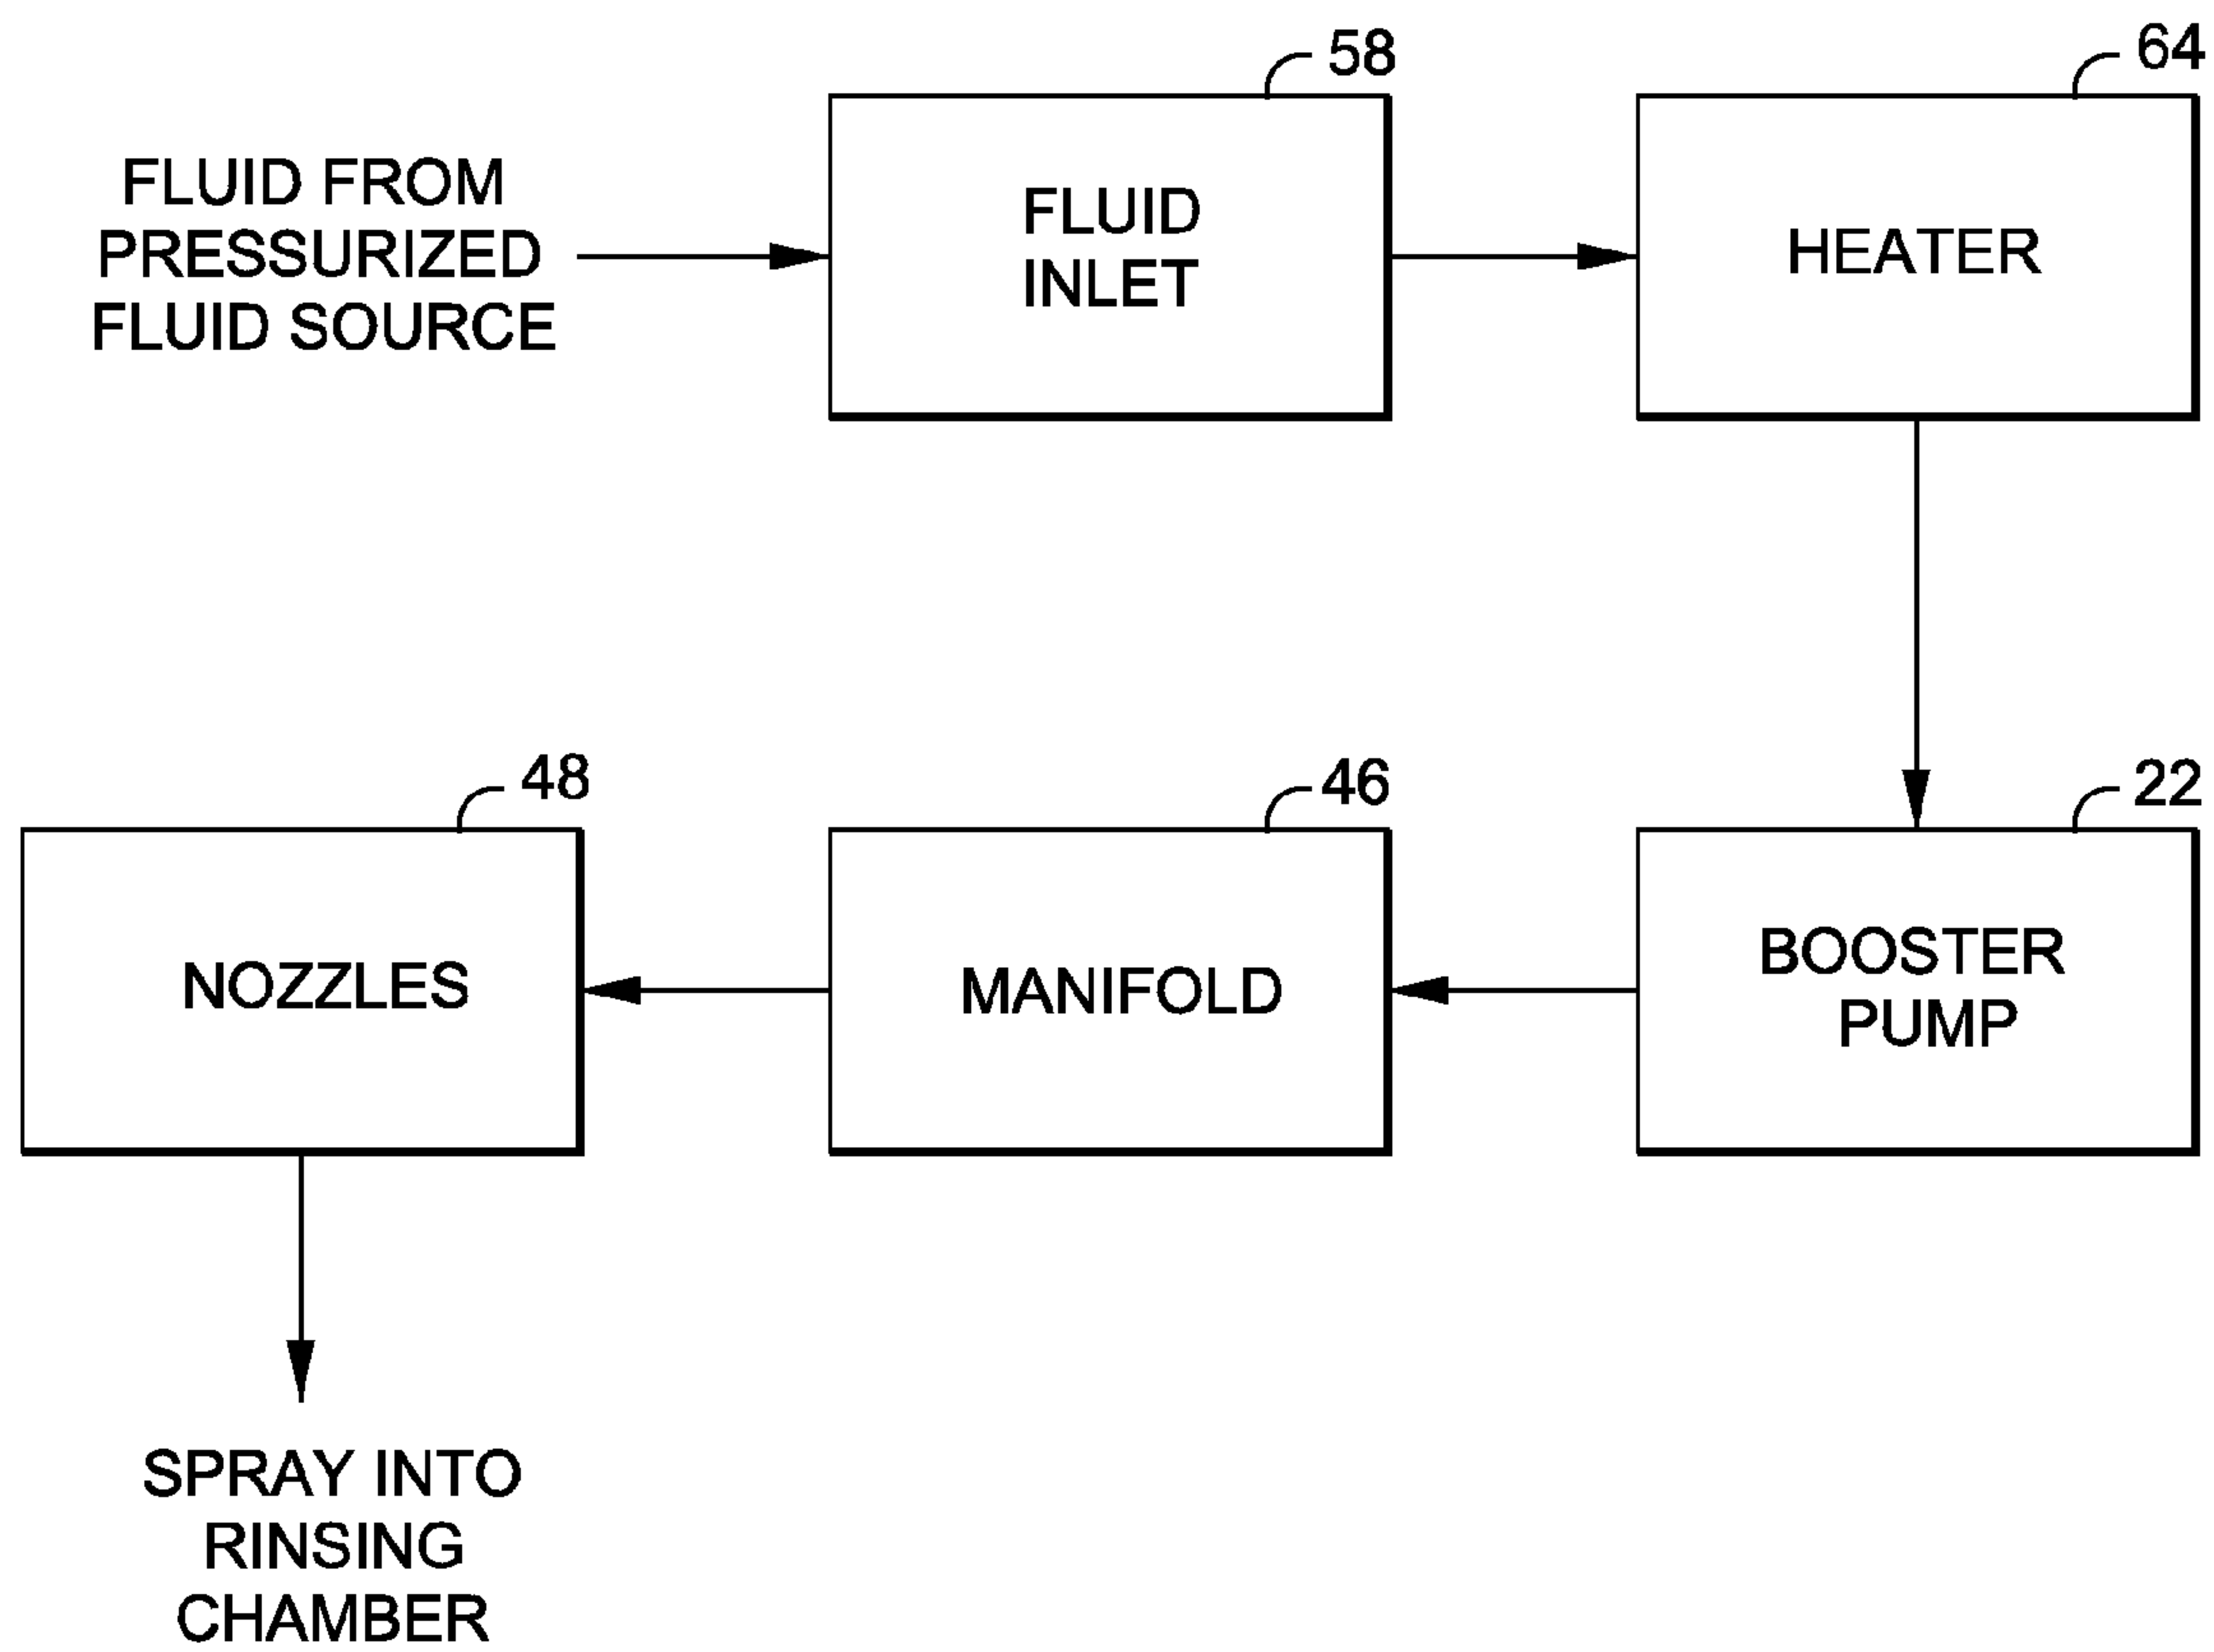 FLUID FROM
PRESSURIZED
FLUID SOURCE
58
FLUID
INLET
64
HEATER
48
NOZZLES
46
MANIFOLD
22
BOOSTER
PUMP
SPRAY INTO
RINSING
CHAMBER